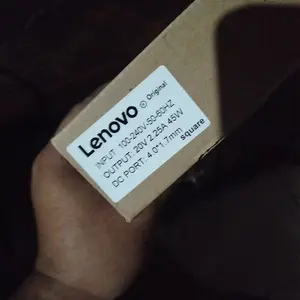 Lenovo © Original
INPUT: 100-240V-50-60HZ
OUTPUT: 20V 2.25A 45W
DC PORT: 4.0*1.7mm
square